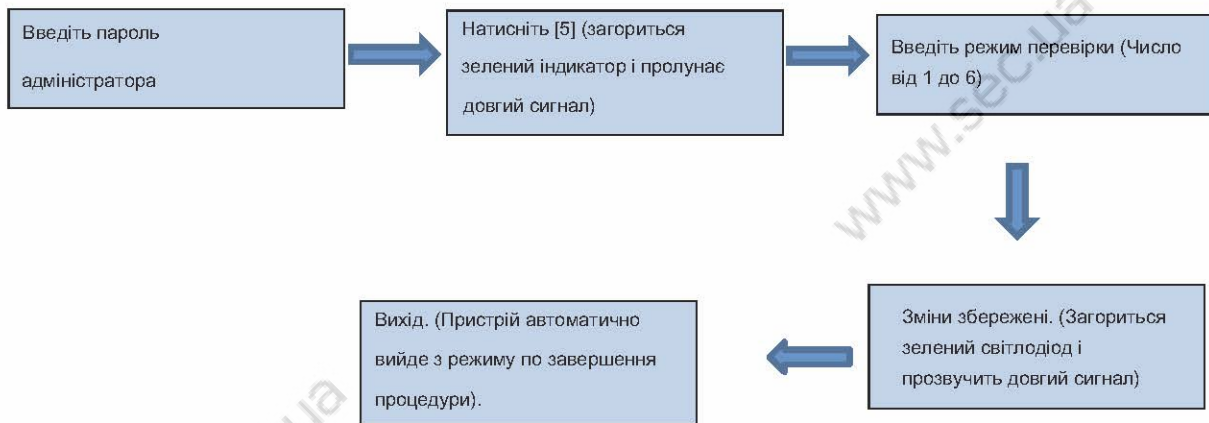 Введіть пароль
адміністратора
Натисніть [5] (загориться
зелений індикатор і пролунає
довгий сигнал)
Введіть режим перевірки (Число
від 1 до 6)
Зміни збережені. (Загориться
зелений світлодіод і
прозвучить довгий сигнал)
Вихід. (Пристрій автоматично
вийде з режиму по завершення
процедури).
www.sec.ua
ua